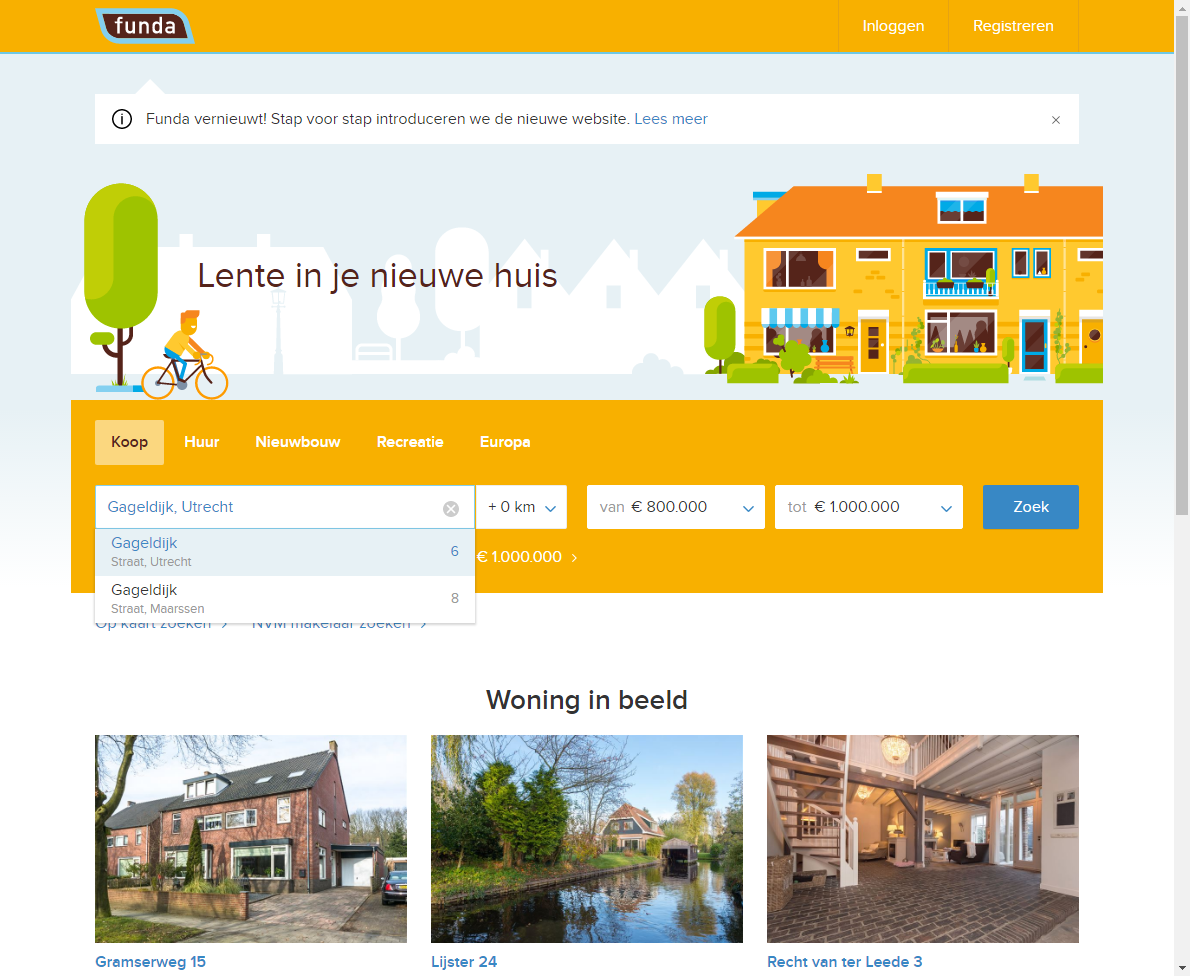 funda
Inloggen
Registreren
Funda vernieuwt! Stap voor stap introduceren we de nieuwe website. Lees meer
Lente in je nieuwe huis
Koop
Huur
Nieuwbouw
Recreatie
Europa
Gageldijk, Utrecht
+ 0 km
van € 800.000
tot € 1.000.000
Zoek
Gageldijk
Straat, Utrecht
6
€ 1.000.000
Gageldijk
Straat, Maarssen
8
Op kaart zoeken
NVM makelaar zoeken
Woning in beeld
Gramserweg 15
Lijster 24
Recht van ter Leede 3